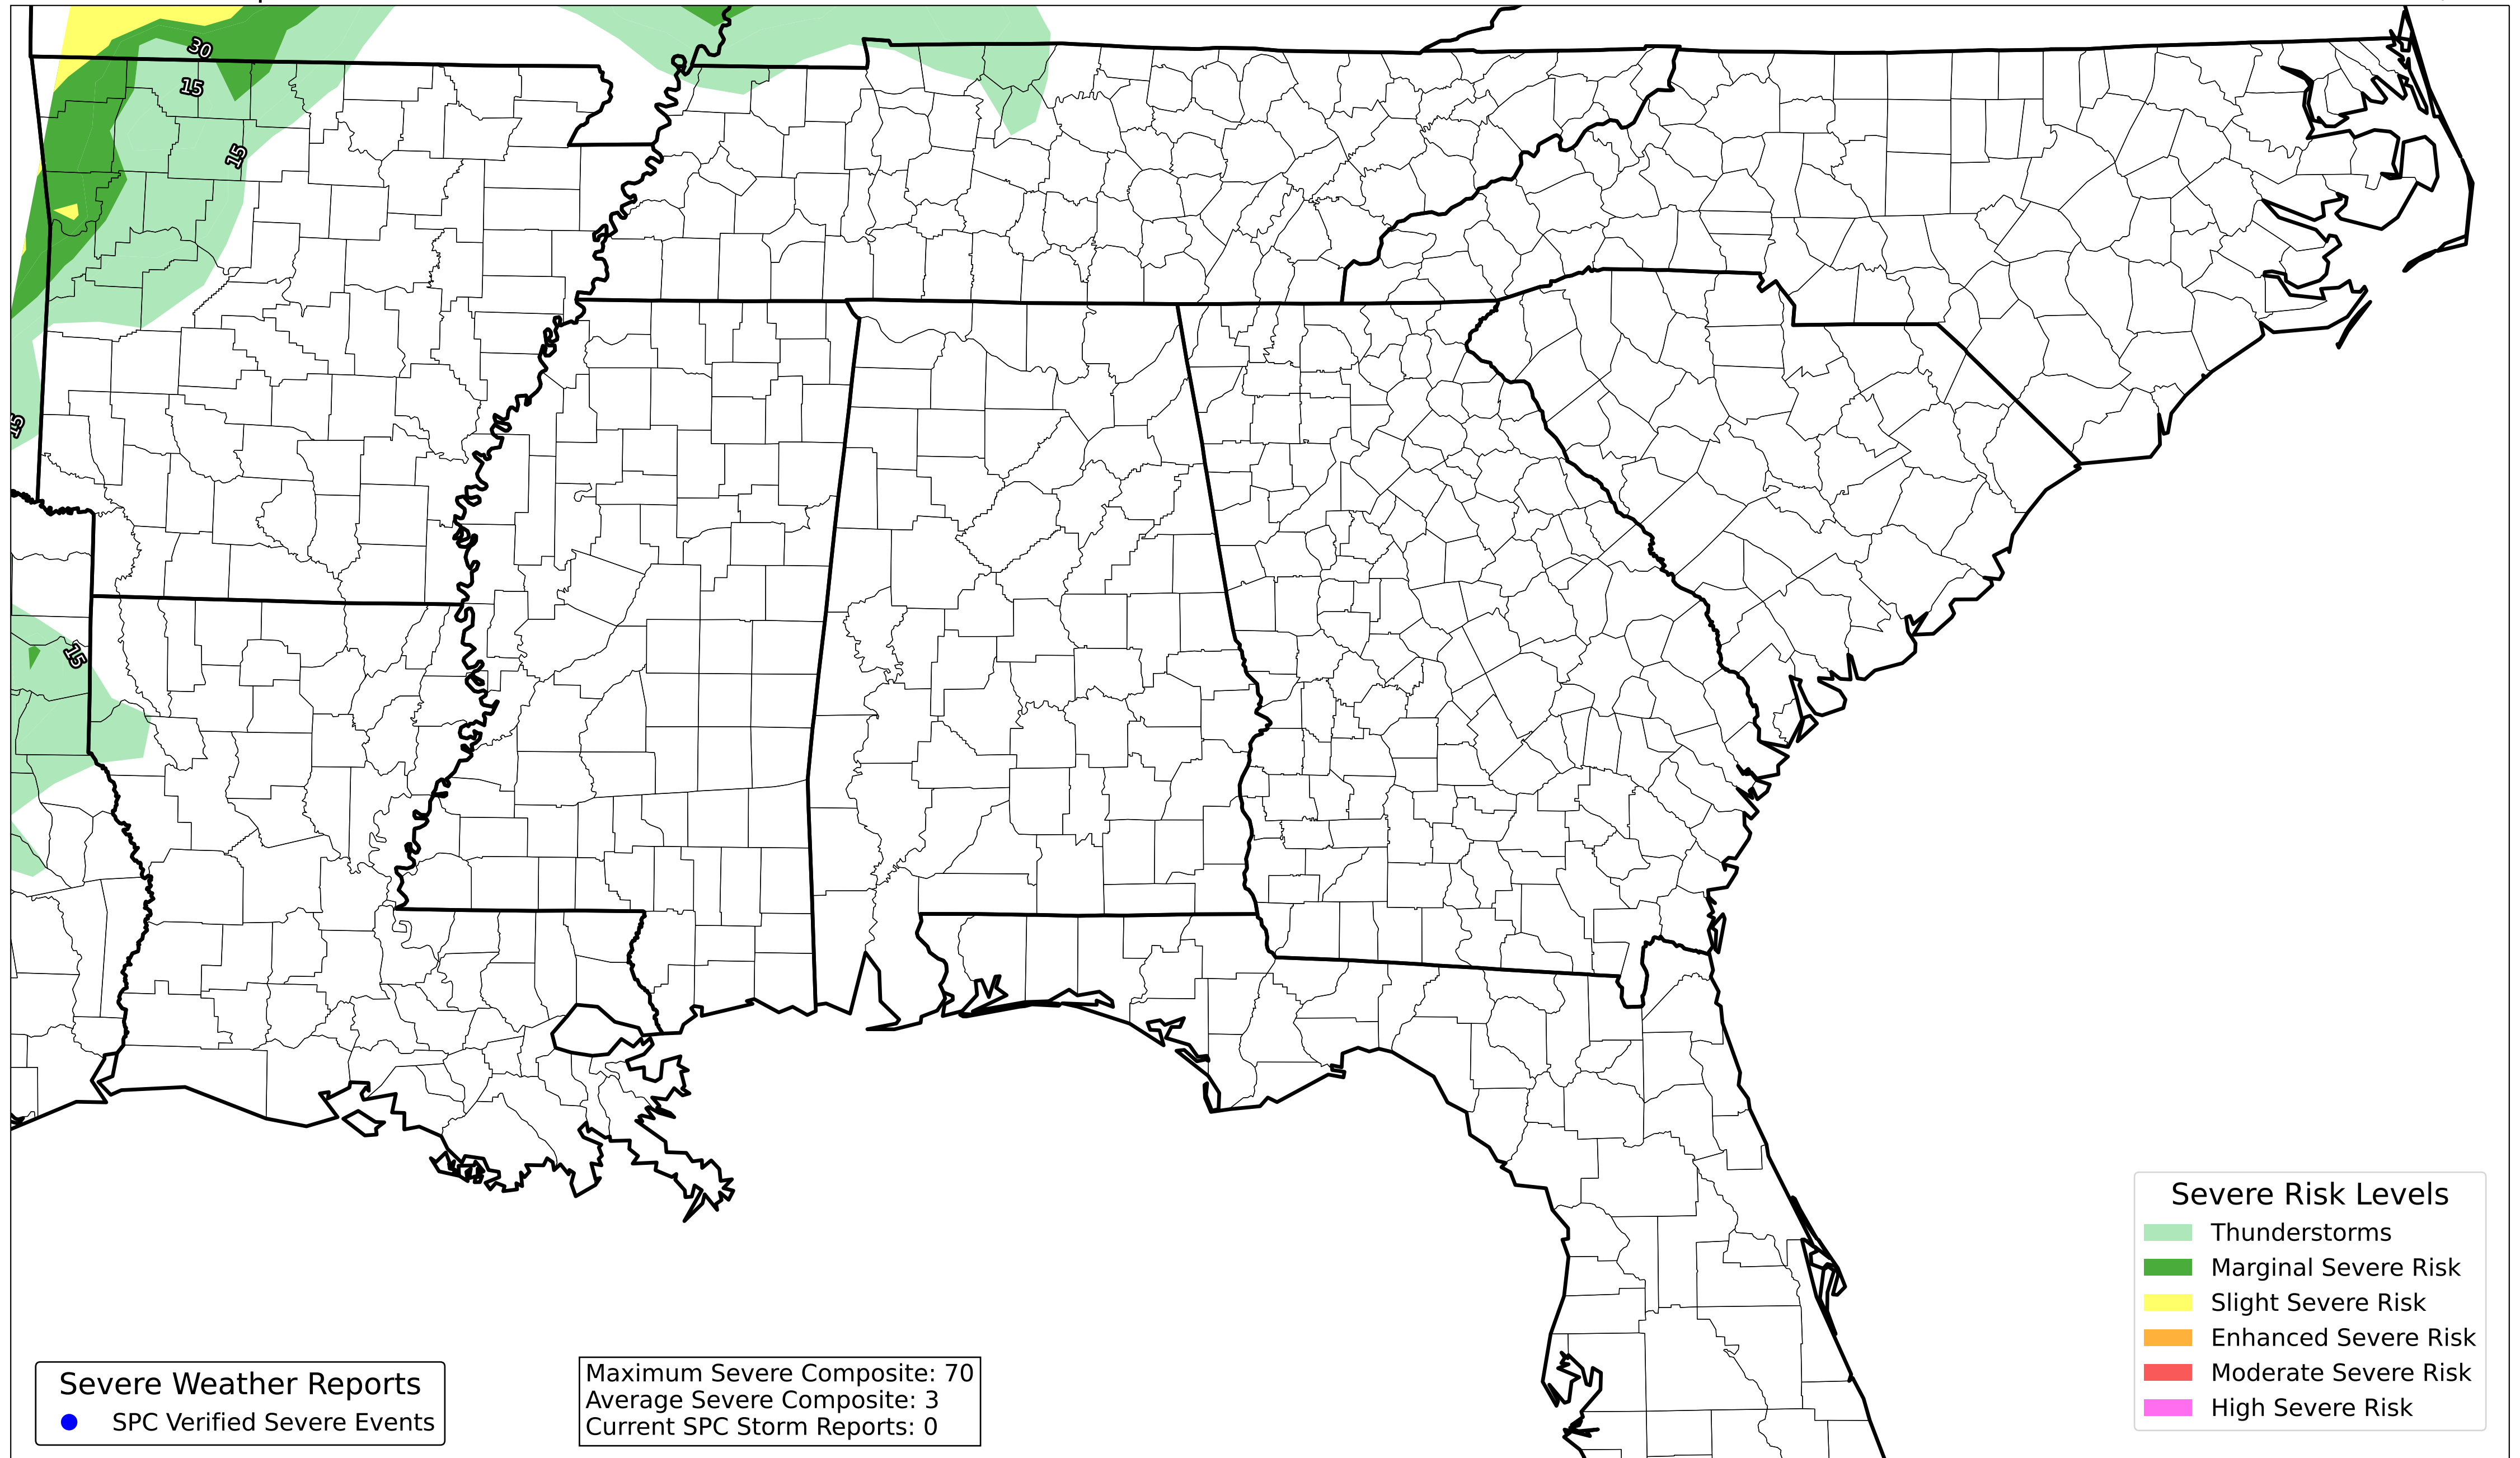 30
15
15
15
15
Severe Risk Levels
Thunderstorms
Marginal Severe Risk
Slight Severe Risk
Enhanced Severe Risk
Moderate Severe Risk
High Severe Risk
Severe Weather Reports
SPC Verified Severe Events
Maximum Severe Composite: 70
Average Severe Composite: 3
Current SPC Storm Reports: 0